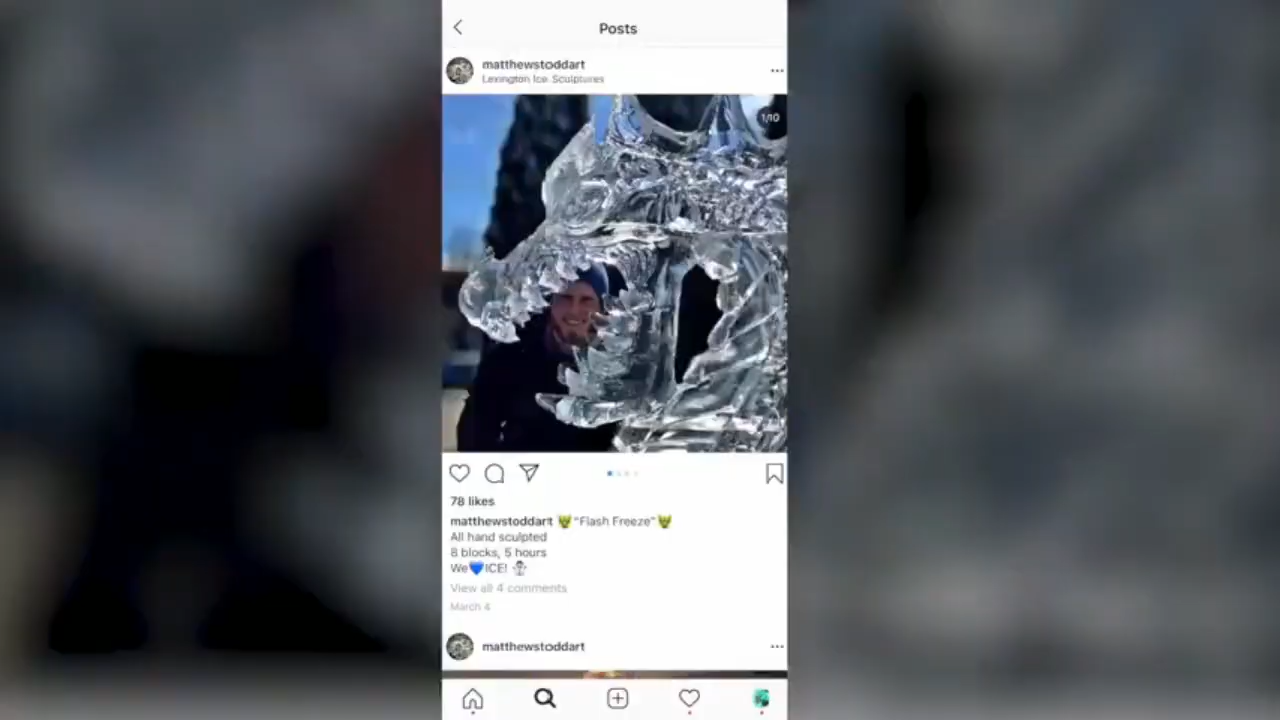 Posts
matthewstoddart
Lexington Ice Sculptures
1/10
78 likes
matthewstoddart 👹"Flash Freeze"👹
All hand sculpted
8 blocks, 5 hours
We💙ICE! ☃️
View all 4 comments
March 4
matthewstoddart